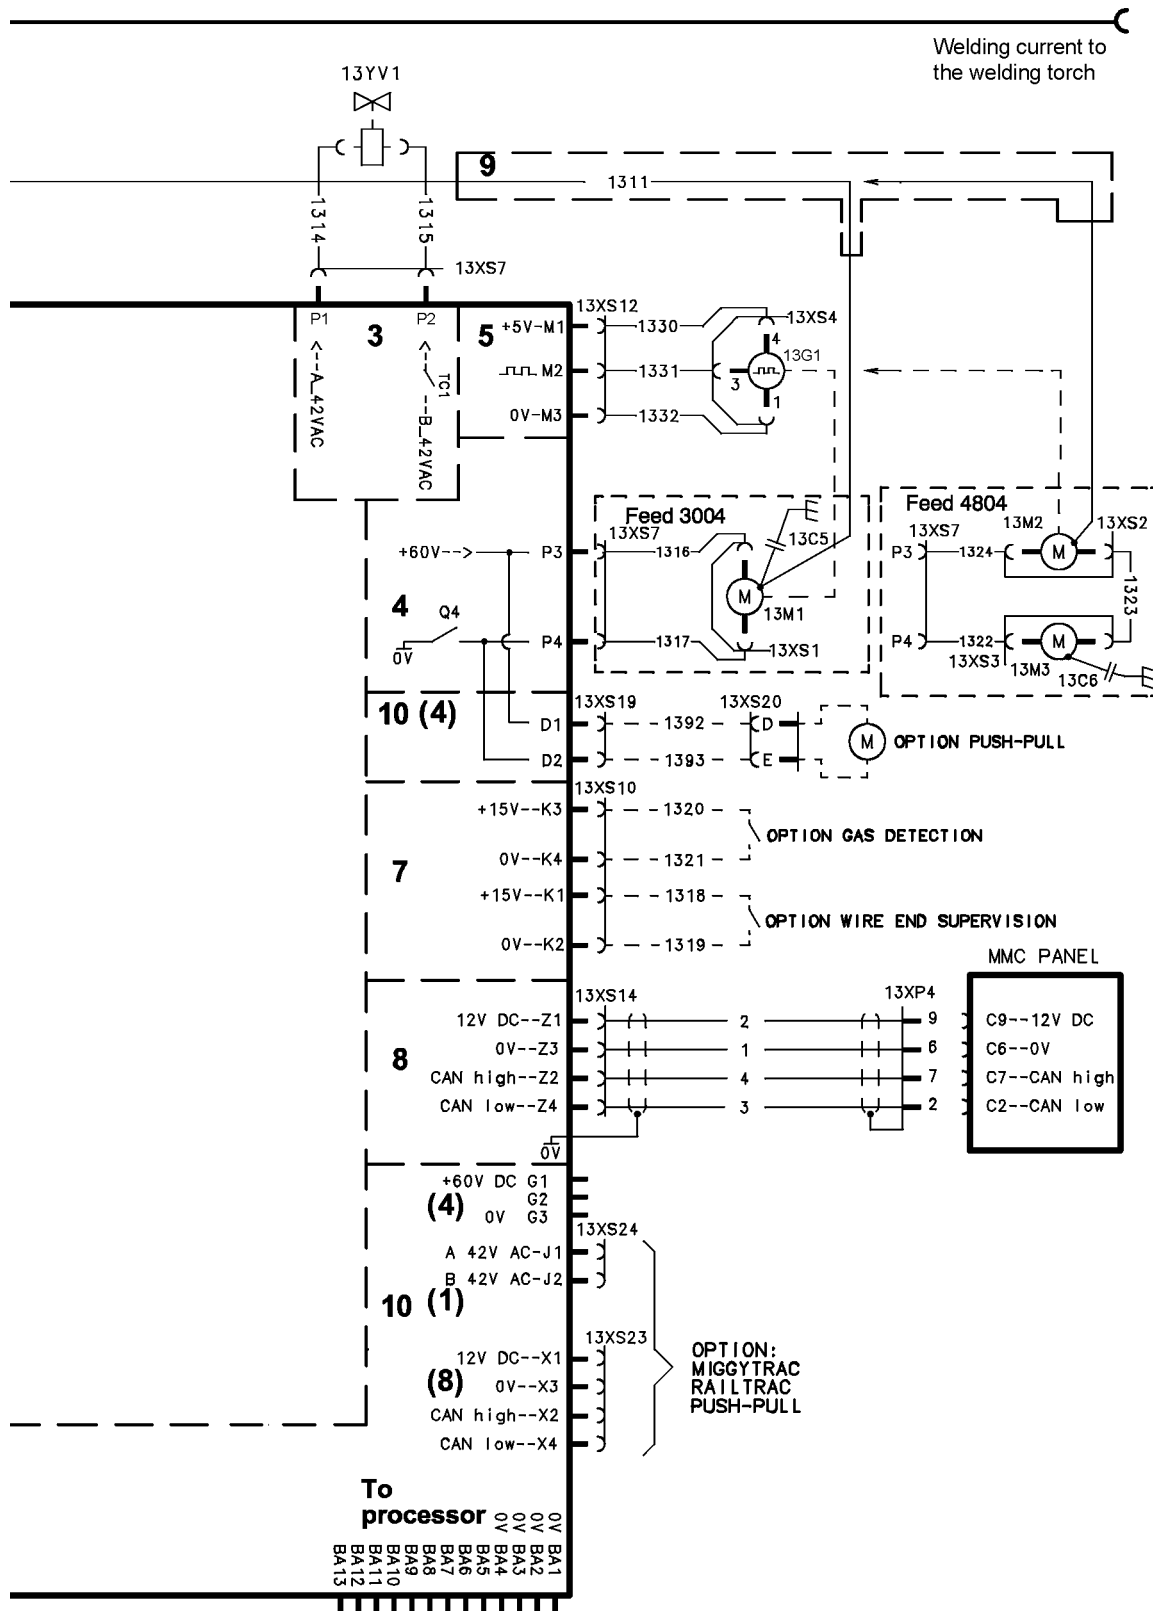 Welding current to
the welding torch
13YV1
9
1311
1314
1315
13XS7
P1
3
P2
5
+5V-M1
13XS12
1330
13XS4
4
<--A_42VAC
<--
TC1
--B_42VAC
M2
1331
3
13G1
1
0V-M3
1332
Feed 3004
13XS7
13C5
Feed 4804
13XS7
13M2
13XS2
+60V-->
P3
1316
P3
1324
M
1323
4
Q4
M
13M1
0V
P4
1317
13XS1
P4
1322
M
13XS3
13M3
13C6
10 (4)
13XS19
13XS20
D1
1392
D
D2
1393
E
M
OPTION PUSH-PULL
13XS10
+15V--K3
1320
OPTION GAS DETECTION
7
0V--K4
1321
+15V--K1
1318
OPTION WIRE END SUPERVISION
0V--K2
1319
MMC PANEL
13XS14
13XP4
12V DC--Z1
2
9
C9--12V DC
8
0V--Z3
1
6
C6--0V
CAN high--Z2
4
7
C7--CAN high
CAN low--Z4
3
2
C2--CAN low
0V
+60V DC G1
(4)
G2
0V G3
13XS24
A 42V AC-J1
B 42V AC-J2
10 (1)
13XS23
12V DC--X1
(8)
0V--X3
CAN high--X2
CAN low--X4
OPTION:
MIGGYTRAC
RAILTRAC
PUSH-PULL
To
processor
BA13
BA12
BA11
BA10
BA9
BA8
BA7
BA6
BA5
0V BA4
0V BA3
0V BA2
0V BA1